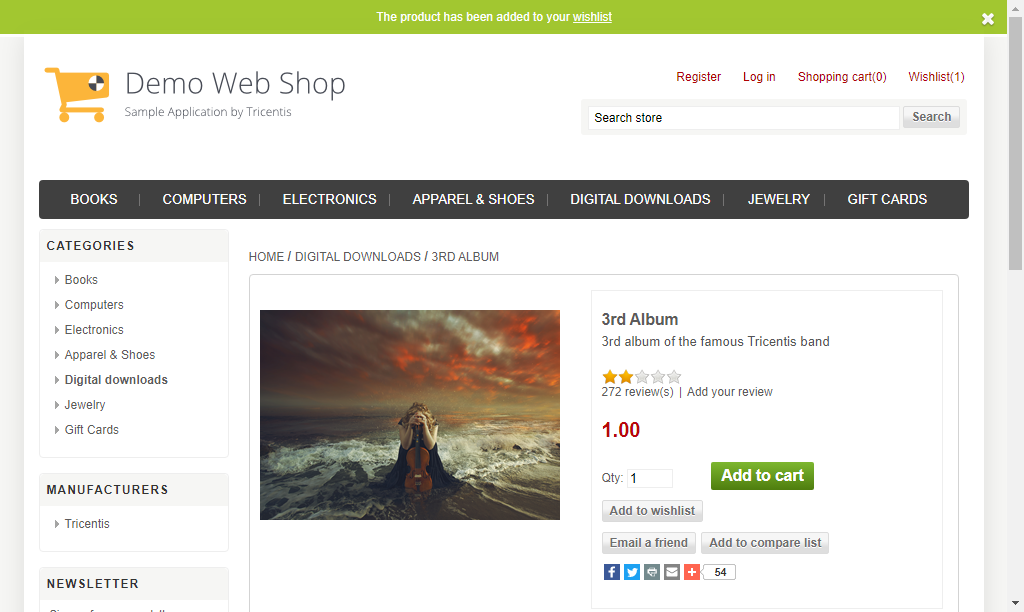 The product has been added to your wishlist
Demo Web Shop
Sample Application by Tricentis
Register Log in Shopping cart(0) Wishlist(1)
Search store Search
BOOKS COMPUTERS ELECTRONICS APPAREL & SHOES DIGITAL DOWNLOADS JEWELRY GIFT CARDS
CATEGORIES
Books
Computers
Electronics
Apparel & Shoes
Digital downloads
Jewelry
Gift Cards
MANUFACTURERS
Tricentis
NEWSLETTER
HOME / DIGITAL DOWNLOADS / 3RD ALBUM
3rd Album
3rd album of the famous Tricentis band
272 review(s) | Add your review
1.00
Qty: 1 Add to cart
Add to wishlist
Email a friend Add to compare list
54